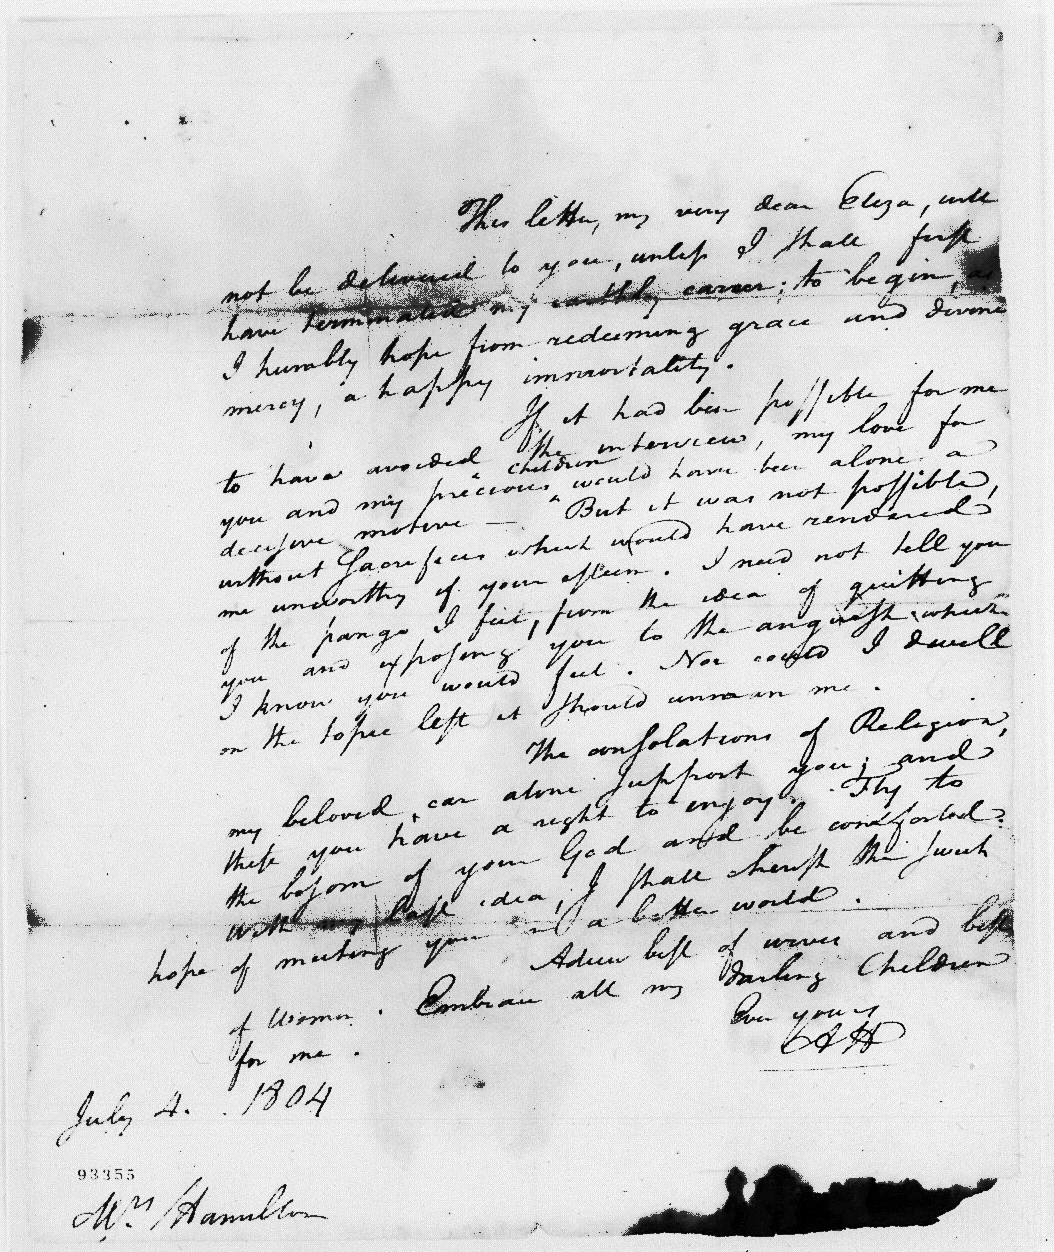 This letter, my very dear Eliza, will
not be delivered to you, unless I shall first
have terminated my earthly career; to begin, as
I humbly hope from redeeming grace and divine
mercy, a happy immortality.
If it had been possible for me
to have avoided the interview, my love for
you and my precious children would have been alone a
decisive motive — But it was not possible,
without sacrifices which would have rendered
me unworthy of your esteem. I need not tell you
of the pangs I feel, from the idea of quitting
you and exposing you to the anguish which
I know you would feel. Nor could I dwell
on the topic lest it should unman me.
The consolations of Religion,
my beloved, can alone support you; and
these you have a right to enjoy. Fly to
the bosom of your God and be comforted.
With my last idea, I shall cherish the sweet
hope of meeting you in a better world.
Adieu best of wives and best
of Women. Embrace all my darling Children
for me.
Ever yours
AH
July 4. 1804
93355
Mrs Hamilton